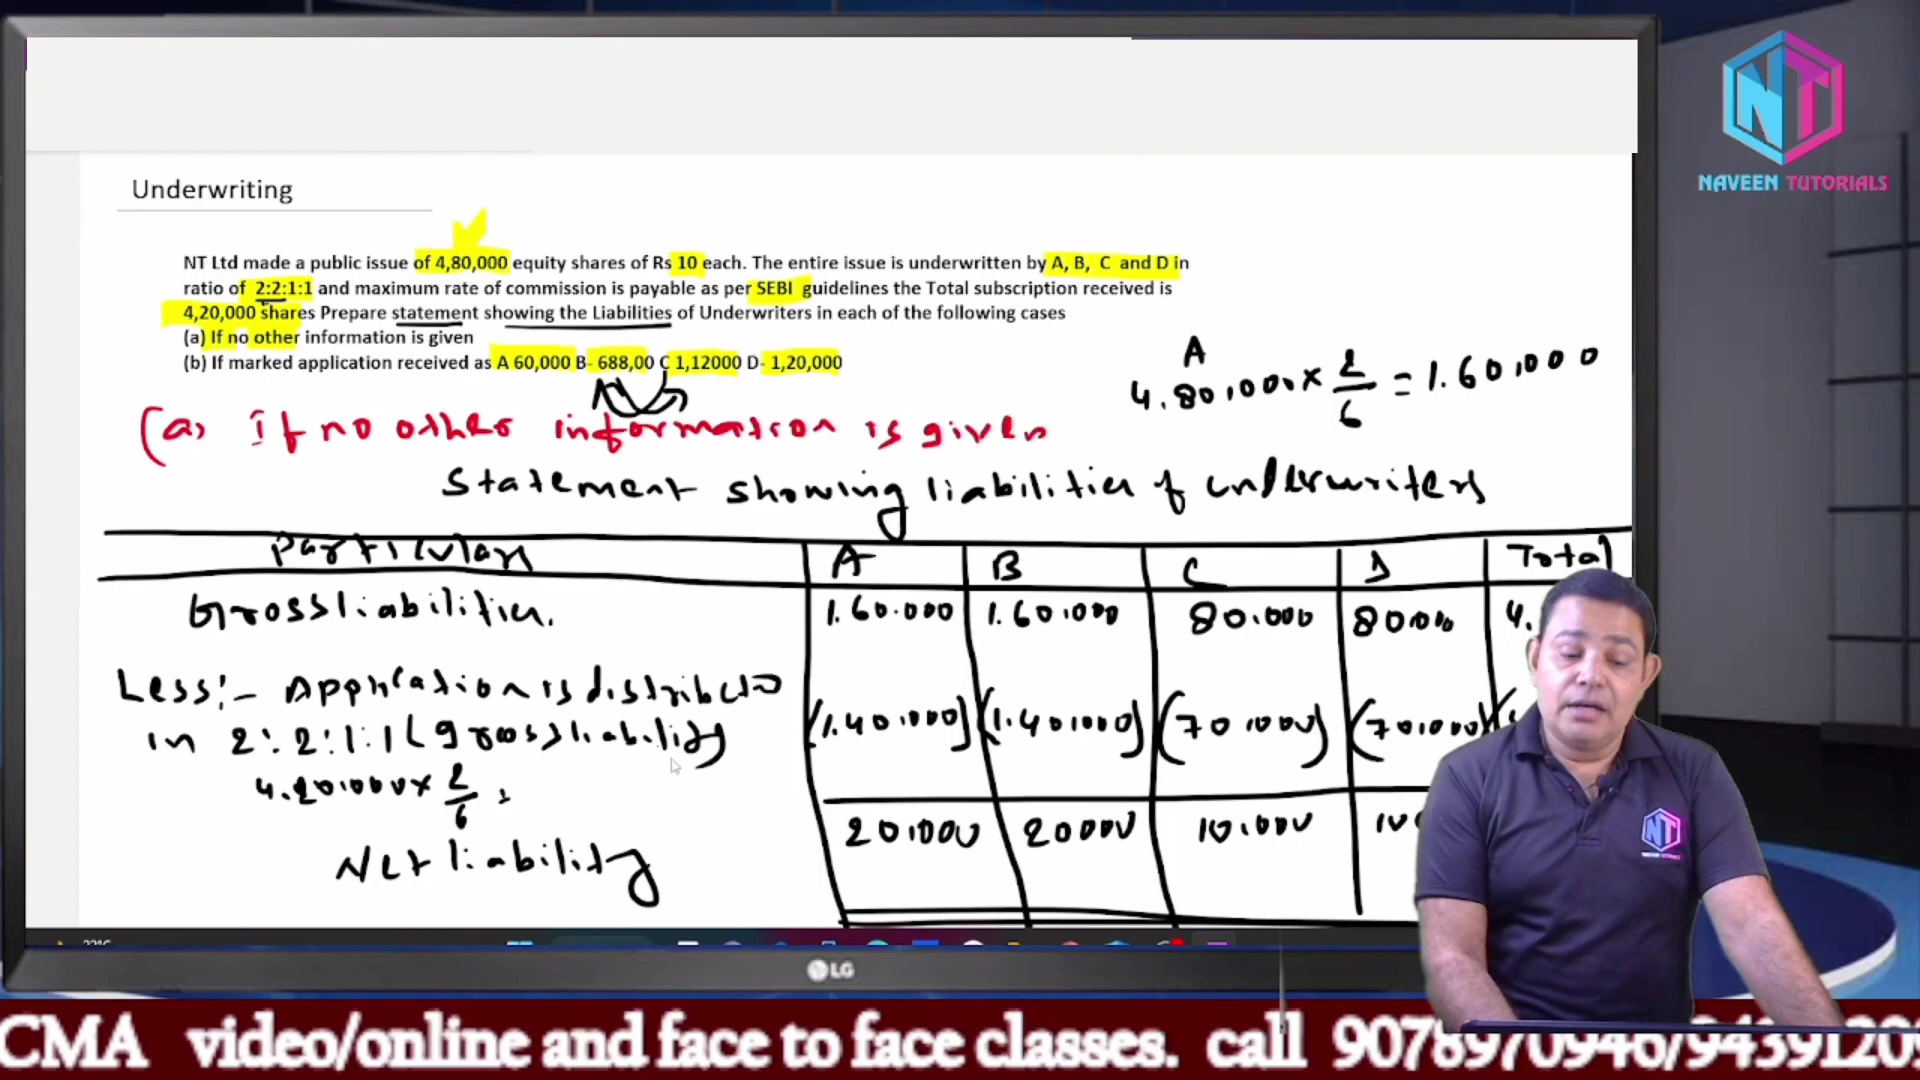 NT
NAVEEN TUTORIALS
Underwriting
NT Ltd made a public issue of 4,80,000 equity shares of Rs 10 each. The entire issue is underwritten by A, B, C and D in
ratio of 2:2:1:1 and maximum rate of commission is payable as per SEBI guidelines the Total subscription received is
4,20,000 shares Prepare statement showing the Liabilities of Underwriters in each of the following cases
(a) If no other information is given
(b) If marked application received as A 60,000 B- 688,00 C 1,12000 D- 1,20,000
A
4.80.000 x 2/6 = 1.60.000
(a) If no other information is given
Statement showing liabilities of underwriters
Particulars A B C D Total
Gross liabilities. 1.60.000 1.60.000 80.000 80.000 4.
Less:- Application is distributed
in 2:2:1:1 (gross liability (1.40.000) (1.40.000) (70.000) (70.000)
4.20.000 x 2/6 =
Net liability 20.000 20000 10.000
LG
NT
CMA video/online and face to face classes. call 9078970946/9439120